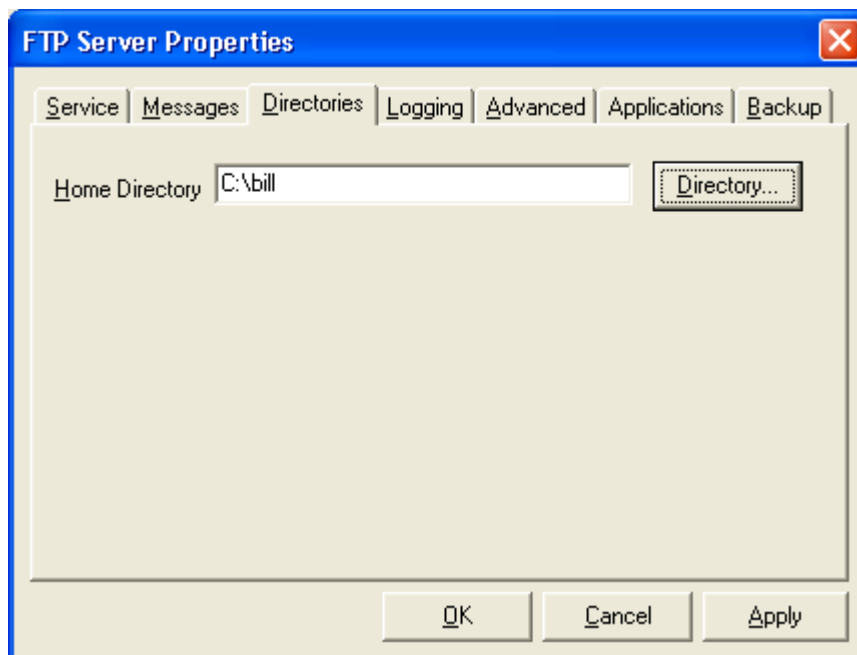 FTP Server Properties
Service Messages Directories Logging Advanced Applications Backup
Home Directory C:\bill Directory...
OK Cancel Apply